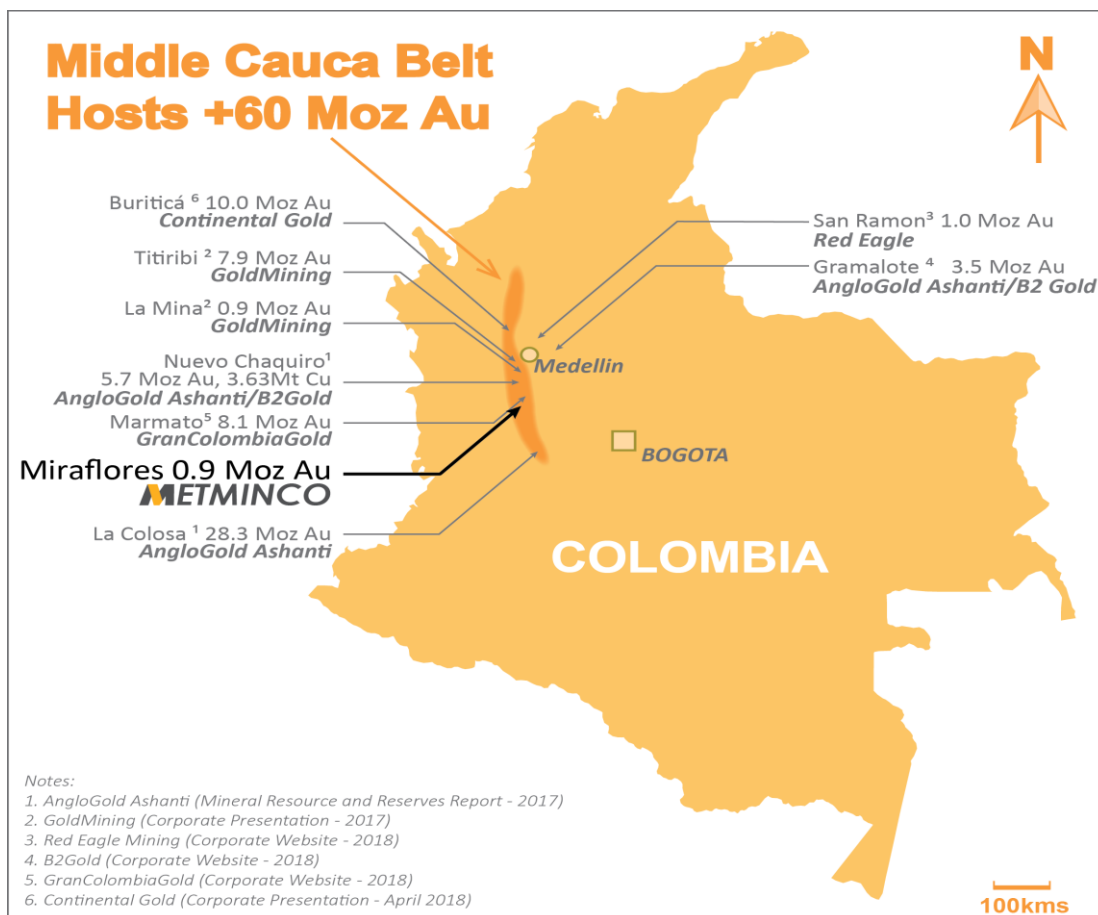 Middle Cauca Belt
Hosts +60 Moz Au
N
Buriticá ⁶ 10.0 Moz Au
Continental Gold
Titiribi ² 7.9 Moz Au
GoldMining
La Mina² 0.9 Moz Au
GoldMining
Nuevo Chaquiro¹
5.7 Moz Au, 3.63Mt Cu
AngloGold Ashanti/B2Gold
Marmato⁵ 8.1 Moz Au
GranColombiaGold
Miraflores 0.9 Moz Au
METMINCO
La Colosa ¹ 28.3 Moz Au
AngloGold Ashanti
San Ramon³ 1.0 Moz Au
Red Eagle
Gramalote ⁴ 3.5 Moz Au
AngloGold Ashanti/B2 Gold
Medellin
BOGOTA
COLOMBIA
Notes:
1. AngloGold Ashanti (Mineral Resource and Reserves Report - 2017)
2. GoldMining (Corporate Presentation - 2017)
3. Red Eagle Mining (Corporate Website - 2018)
4. B2Gold (Corporate Website - 2018)
5. GranColombiaGold (Corporate Website - 2018)
6. Continental Gold (Corporate Presentation - April 2018)
100kms